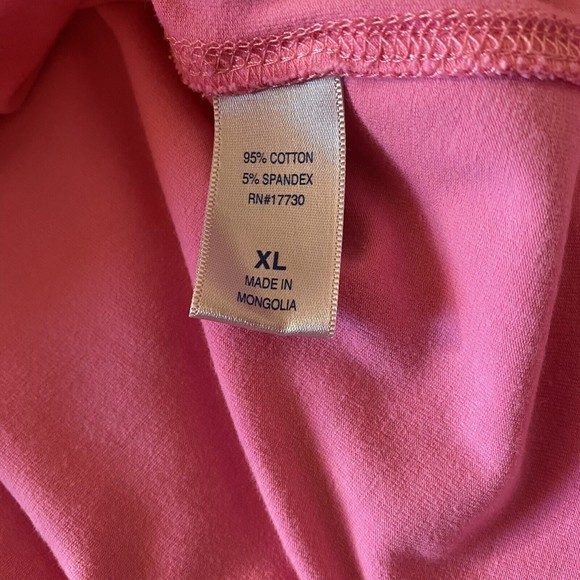 95% COTTON
5% SPANDEX
RN#17730
XL
MADE IN
MONGOLIA